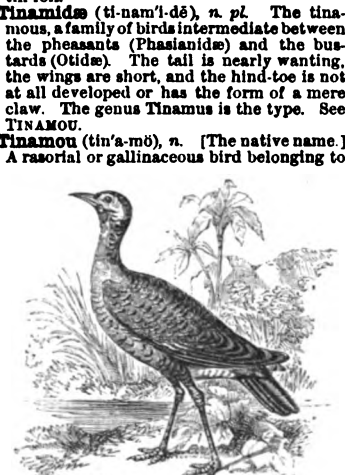 Tinamidæ (ti-nam'i-dē), n. pl. The tina-
mous, a family of birds intermediate between
the pheasants (Phasianidæ) and the bus-
tards (Otidæ). The tail is nearly wanting,
the wings are short, and the hind-toe is not
at all developed or has the form of a mere
claw. The genus Tinamus is the type. See
TINAMOU.
Tinamou (tin'a-mö), n. [The native name.]
A rasorial or gallinaceous bird belonging to